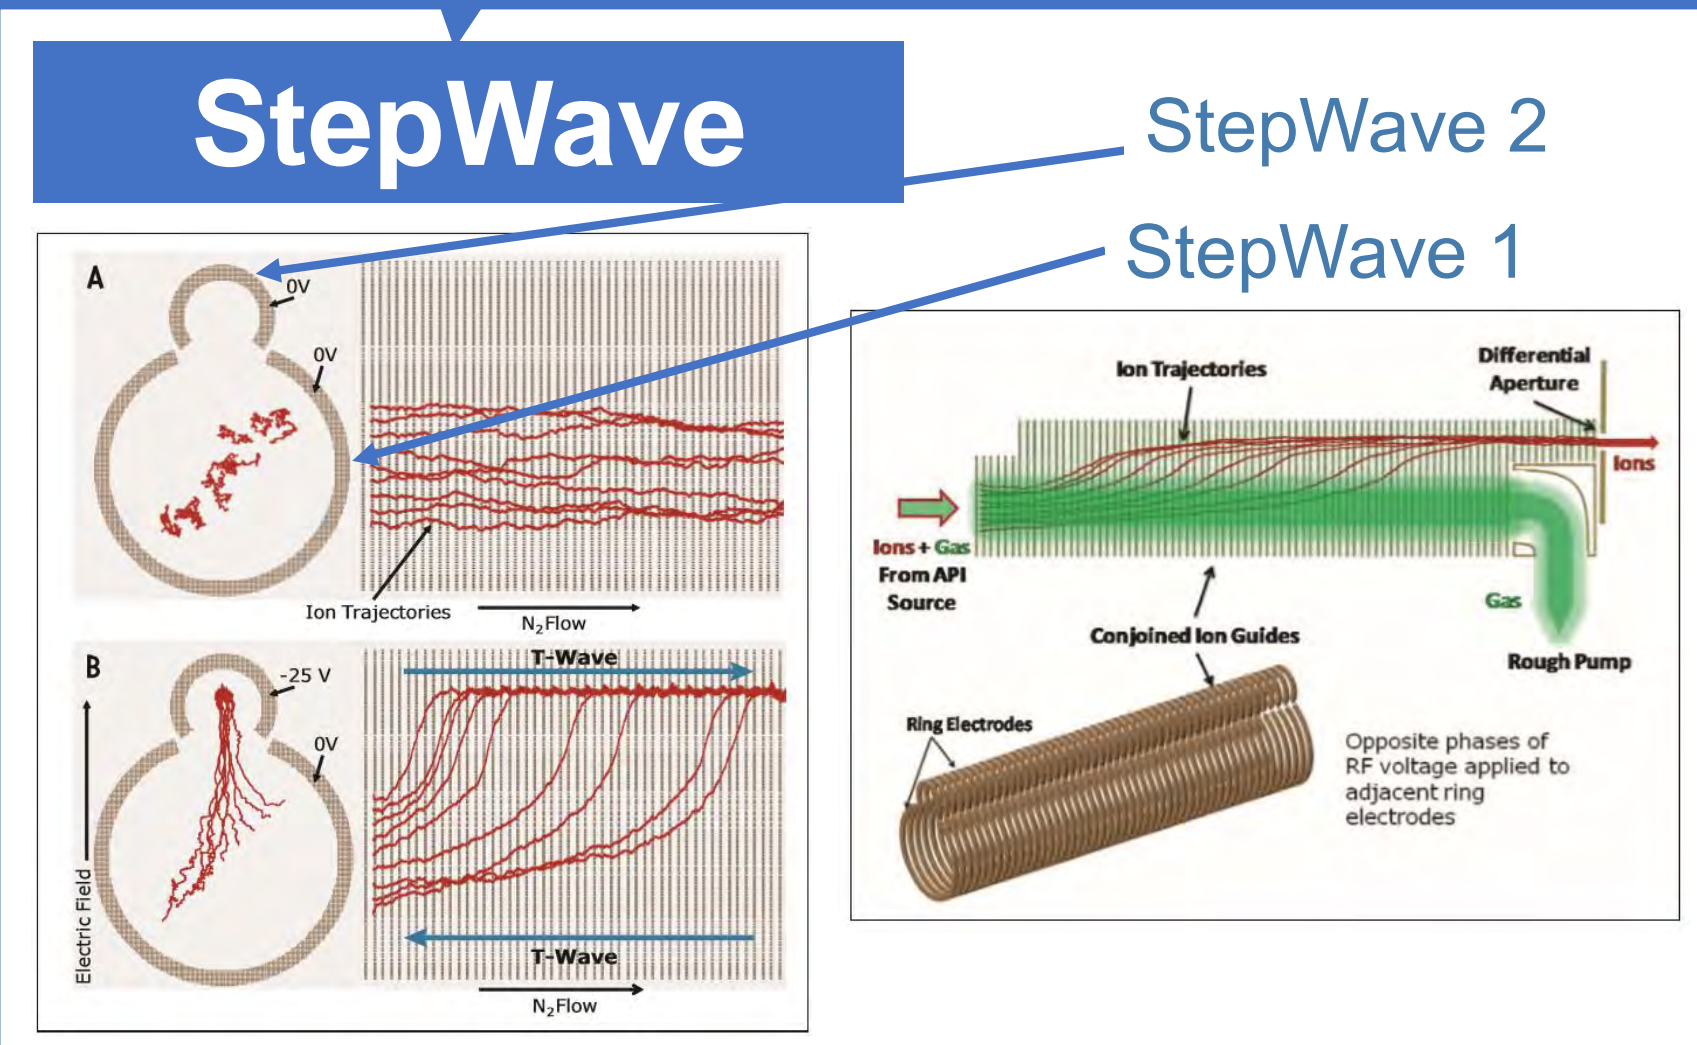 StepWave
StepWave 2
StepWave 1
A
0V
0V
Ion Trajectories
N₂Flow
B
T-Wave
-25 V
0V
Electric Field
T-Wave
N₂Flow
Ion Trajectories
Differential
Aperture
Ions
Ions + Gas
From API
Source
Gas
Conjoined Ion Guides
Rough Pump
Ring Electrodes
Opposite phases of
RF voltage applied to
adjacent ring
electrodes